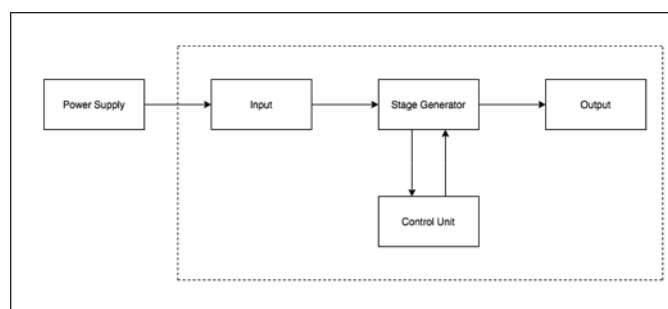 Power Supply
Input
Stage Generator
Output
Control Unit